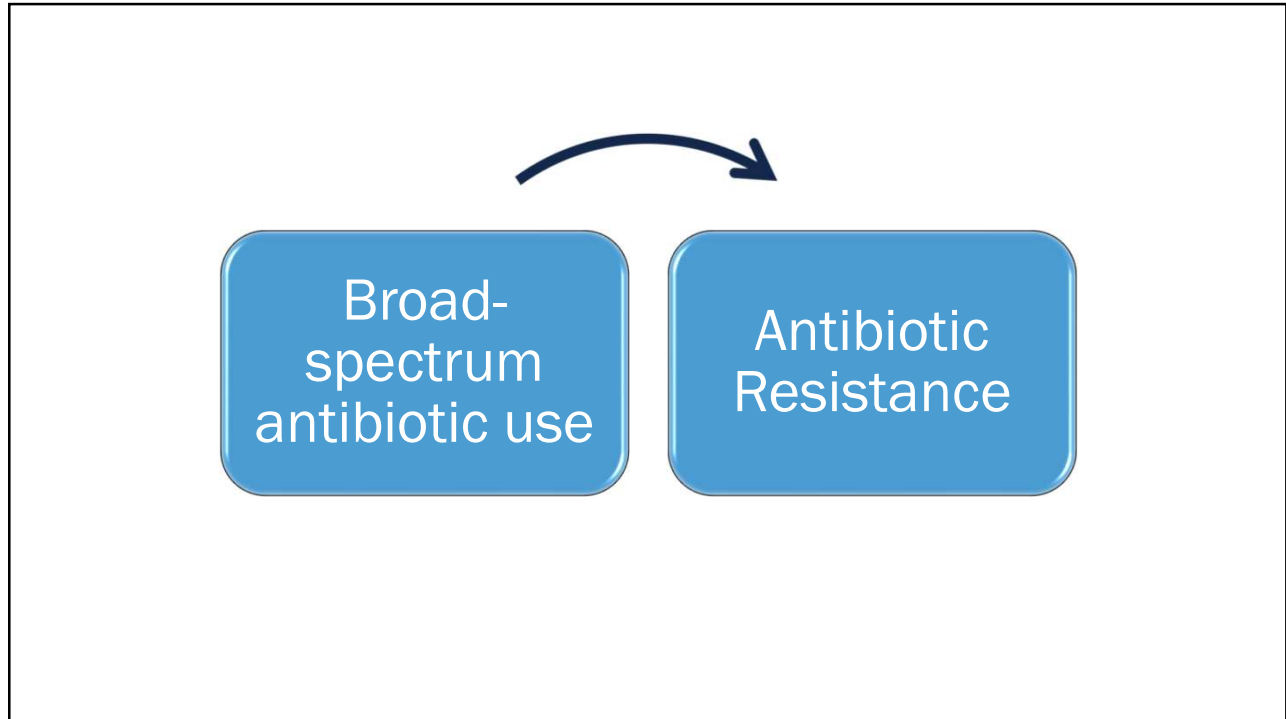 Broad-
spectrum
antibiotic use
Antibiotic
Resistance